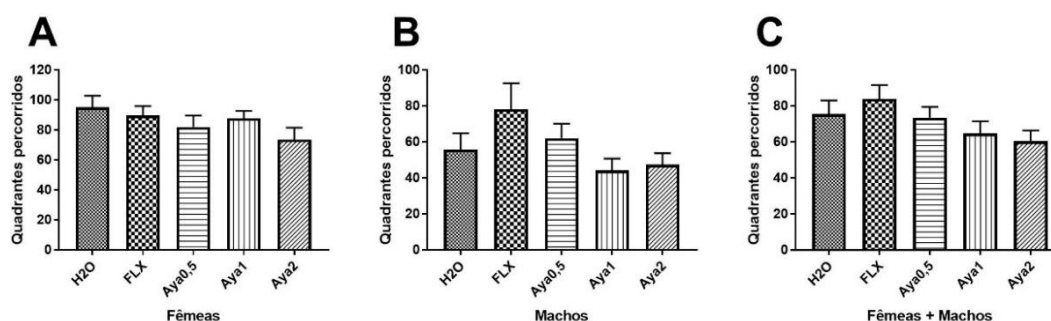 A
Quadrantes percorridos
120
100
80
60
40
20
0
H2O
FLX
Aya0,5
Aya1
Aya2
Fêmeas
B
Quadrantes percorridos
100
80
60
40
20
0
H2O
FLX
Aya0,5
Aya1
Aya2
Machos
C
Quadrantes percorridos
100
80
60
40
20
0
H2O
FLX
Aya0,5
Aya1
Aya2
Fêmeas + Machos